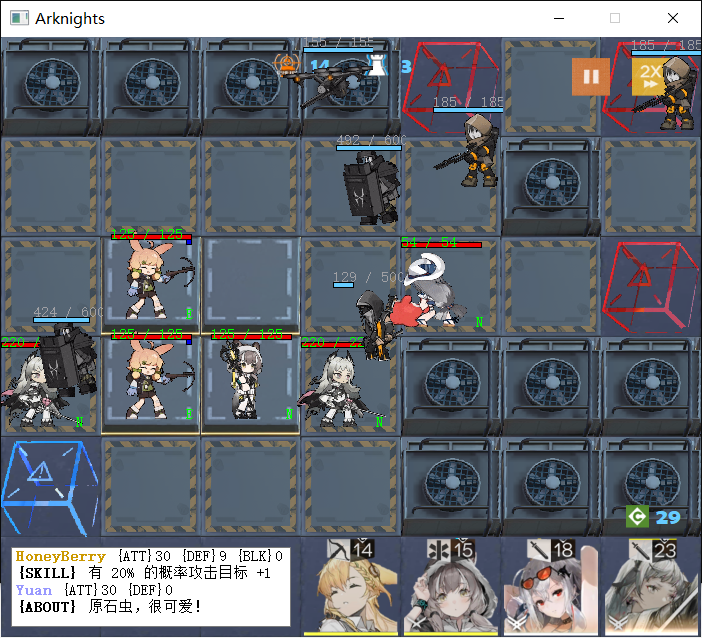 Arknights
155 / 155
14
3
2X
185 / 185
185 / 185
492 / 600
125 / 125
54 / 54
129 / 500
424 / 600
220 /
125 / 125
125 / 125
220 / 22
N
N
N
29
14
15
18
23
HoneyBerry {ATT}30 {DEF}9 {BLK}0
{SKILL} 有 20% 的概率攻击目标 +1
Yuan {ATT}30 {DEF}0
{ABOUT} 原石虫，很可爱！